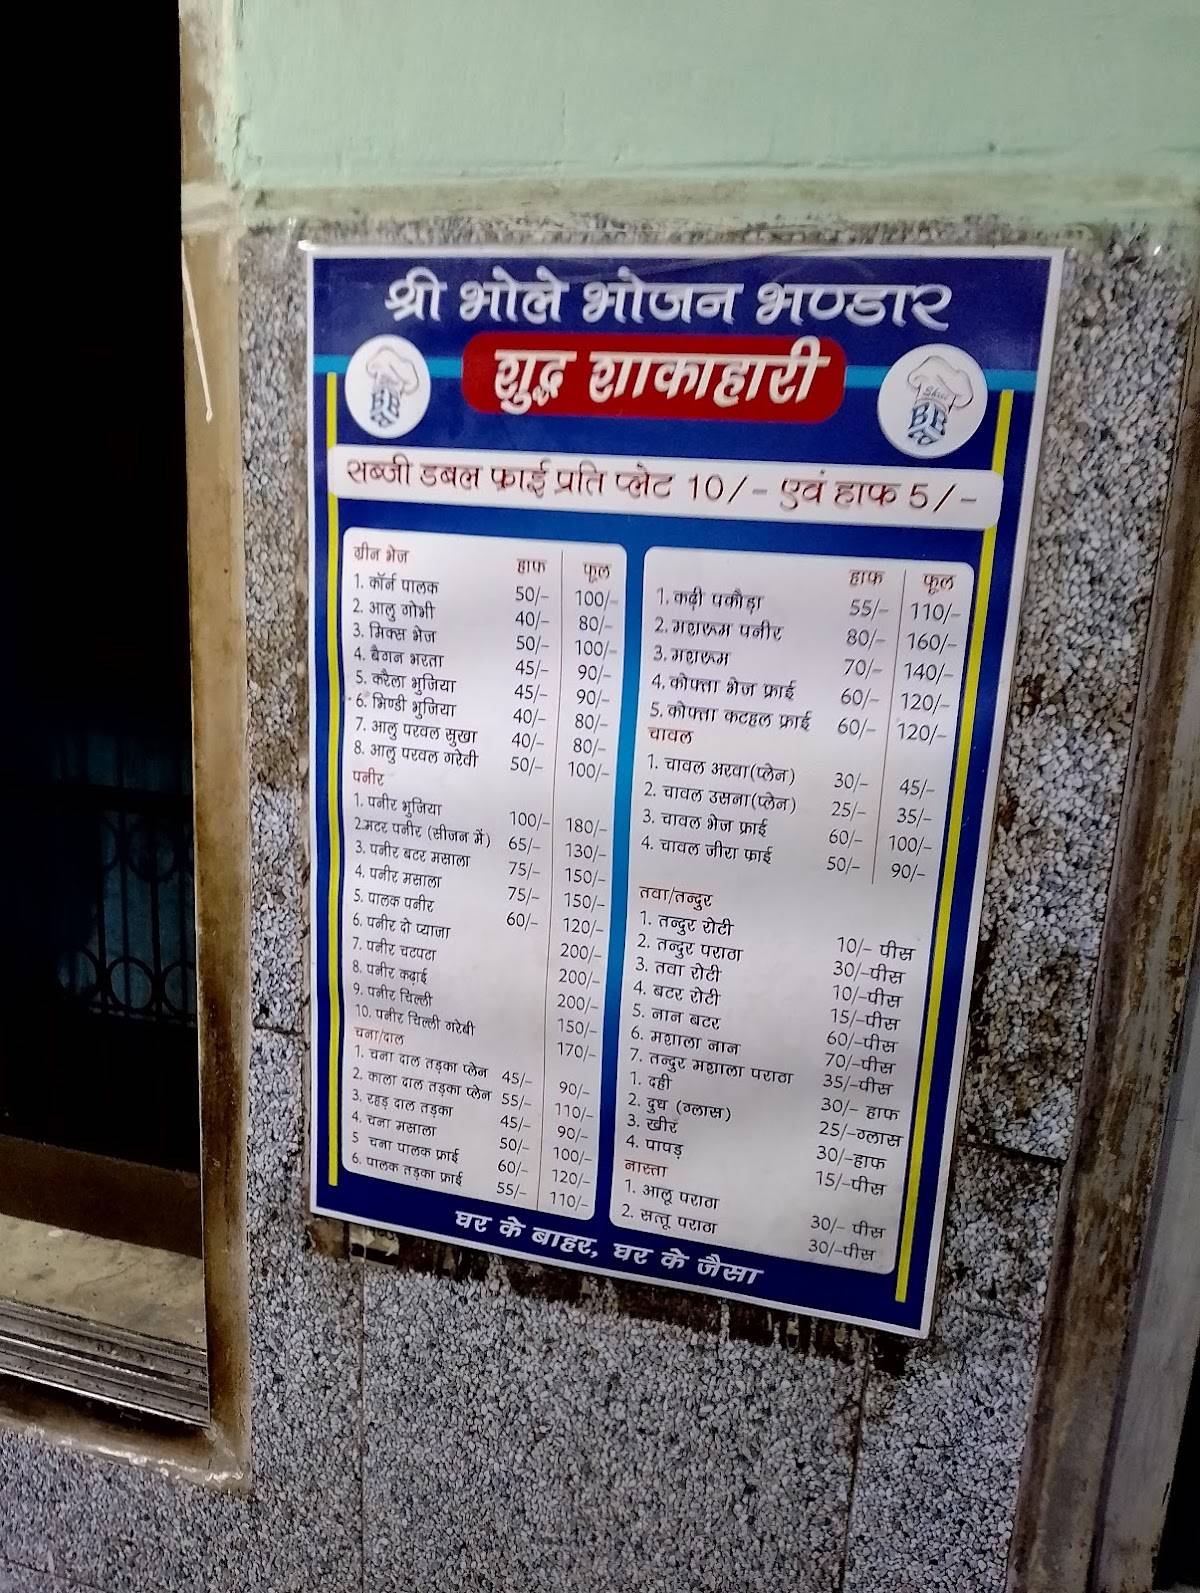 श्री भोले भोजन भण्डार
शुद्ध शाकाहारी
सब्जी डबल फ्राई प्रति प्लेट 10/- एवं हाफ 5/-
ग्रीन भेज हाफ फूल
1. कॉर्न पालक 50/- 100/-
2. आलु गोभी 40/- 80/-
3. मिक्स भेज 50/- 100/-
4. बैगन भरता 45/- 90/-
5. करैला भुजिया 45/- 90/-
6. भिण्डी भुजिया 40/- 80/-
7. आलु परवल सुखा 40/- 80/-
8. आलु परवल गरेवी 50/- 100/-
पनीर
1. पनीर भुजिया 100/- 180/-
2.मटर पनीर (सीजन में) 65/- 130/-
3. पनीर बटर मसाला 75/- 150/-
4. पनीर मसाला 75/- 150/-
5. पालक पनीर 60/- 120/-
6. पनीर दो प्याजा 200/-
7. पनीर चटपटा 200/-
8. पनीर कढ़ाई 200/-
9. पनीर चिल्ली 150/-
10. पनीर चिल्ली गरेबी 170/-
चना/दाल
1. चना दाल तड़का प्लेन 45/- 90/-
2. काला दाल तड़का प्लेन 55/- 110/-
3. रहड़ दाल तड़का 45/- 90/-
4. चना मसाला 50/- 100/-
5 चना पालक फ्राई 60/- 120/-
6. पालक तड़का फ्राई 55/- 110/-
हाफ फूल
1. कढ़ी पकौड़ा 55/- 110/-
2. मशरूम पनीर 80/- 160/-
3. मशरूम 70/- 140/-
4. कोफ्ता भेज फ्राई 60/- 120/-
5. कोफ्ता कटहल फ्राई 60/- 120/-
चावल
1. चावल अरवा(प्लेन) 30/- 45/-
2. चावल उसना(प्लेन) 25/- 35/-
3. चावल भेज फ्राई 60/- 100/-
4. चावल जीरा फ्राई 50/- 90/-
तवा/तन्दुर
1. तन्दुर रोटी 10/- पीस
2. तन्दुर पराठा 30/-पीस
3. तवा रोटी 10/-पीस
4. बटर रोटी 15/-पीस
5. नान बटर 60/-पीस
6. मशाला नान 70/-पीस
7. तन्दुर मशाला पराठा 35/-पीस
1. दही 30/- हाफ
2. दुध (ग्लास) 25/-ग्लास
3. खीर 30/-हाफ
4. पापड़ 15/-पीस
नास्ता
1. आलू पराठा 30/- पीस
2. सत्तू पराठा 30/-पीस
घर के बाहर, घर के जैसा